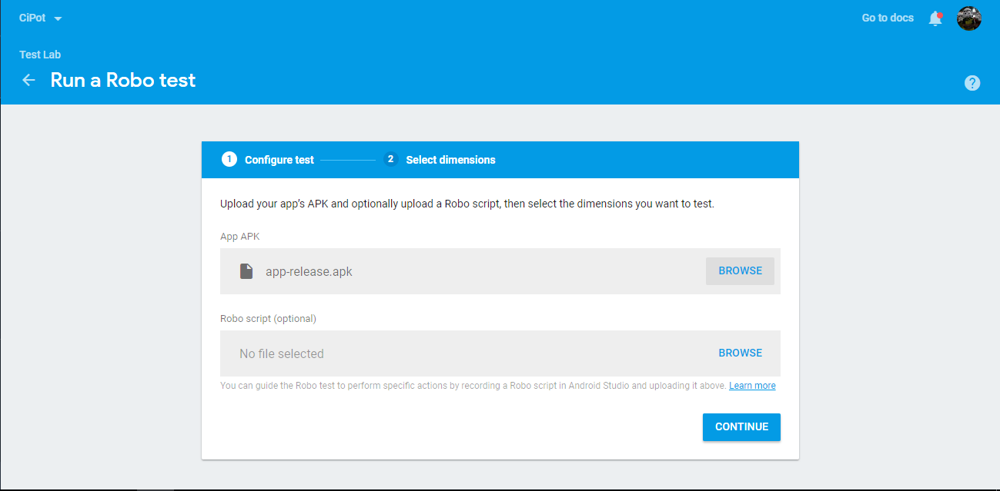 CiPot
Go to docs
Test Lab
Run a Robo test
?
1 Configure test 2 Select dimensions
Upload your app’s APK and optionally upload a Robo script, then select the dimensions you want to test.
App APK
app-release.apk BROWSE
Robo script (optional)
No file selected BROWSE
You can guide the Robo test to perform specific actions by recording a Robo script in Android Studio and uploading it above. Learn more
CONTINUE